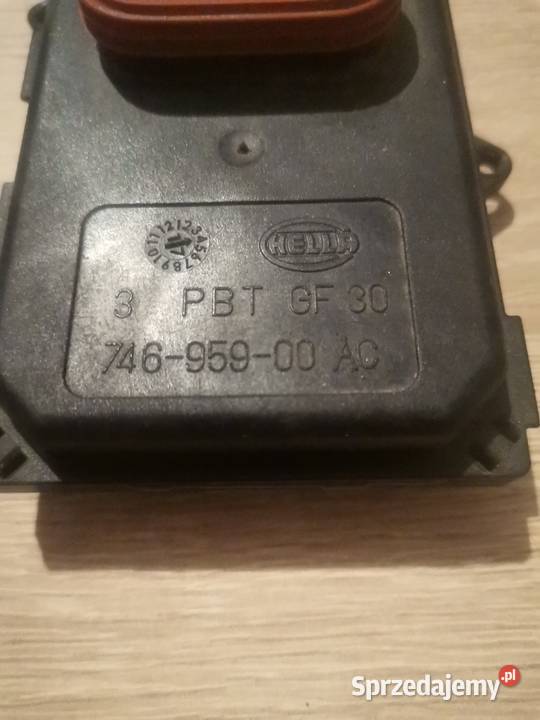 HELLA
3 PBT GF 30
746-959-00 AC
Sprzedajemy.pl